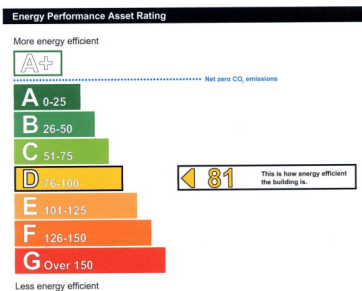 Energy Performance Asset Rating
More energy efficient
A+
Net zero CO₂ emissions
A 0-25
B 26-50
C 51-75
D 76-100
81
This is how energy efficient
the building is.
E 101-125
F 126-150
G Over 150
Less energy efficient